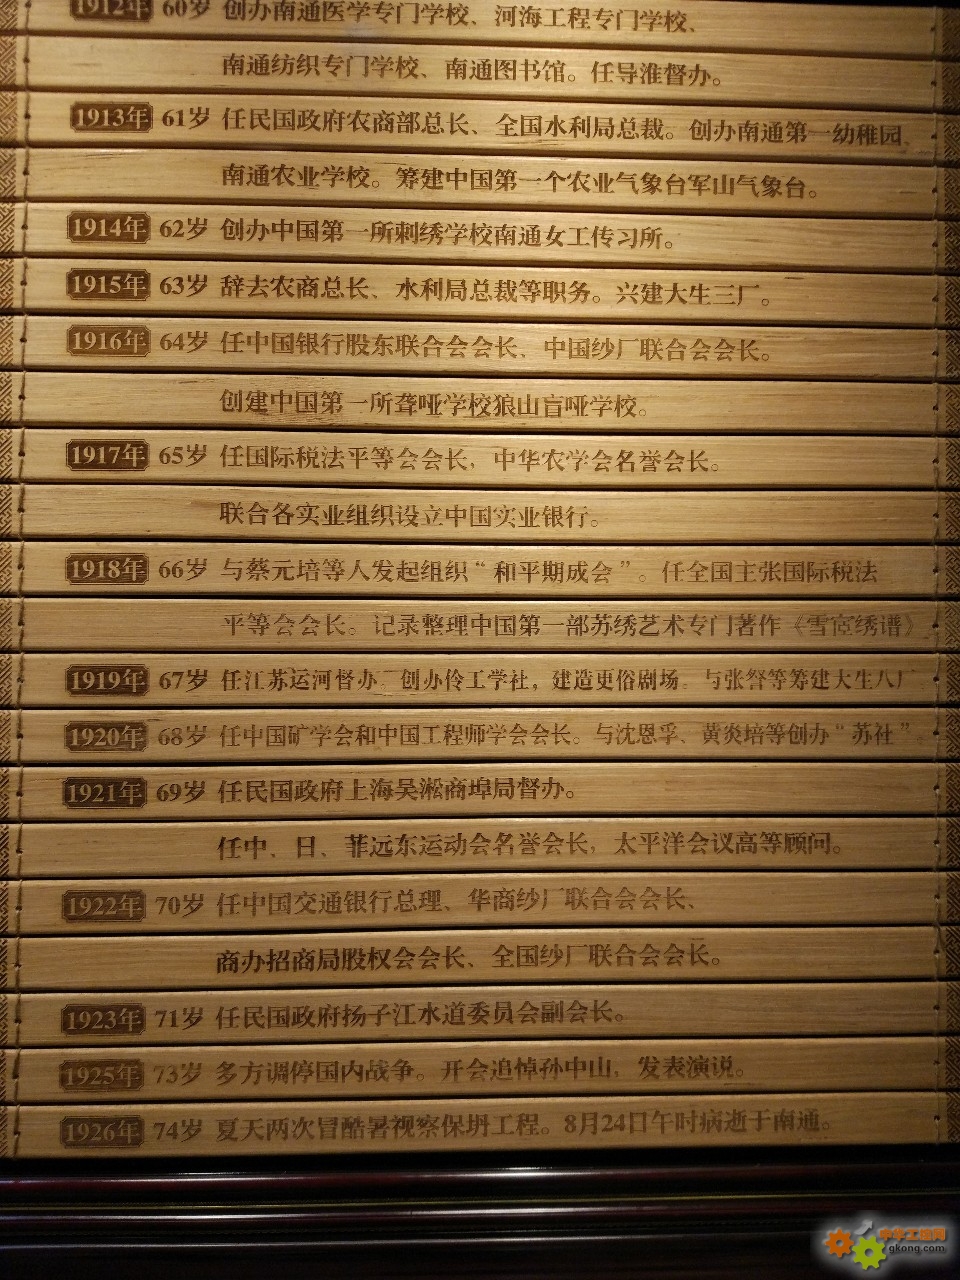 1912年 60岁 创办南通医学专门学校、河海工程专门学校、
南通纺织专门学校、南通图书馆。任导淮督办。
1913年 61岁 任民国政府农商部总长、全国水利局总裁。创办南通第一幼稚园、
南通农业学校。筹建中国第一个农业气象台军山气象台。
1914年 62岁 创办中国第一所刺绣学校南通女工传习所。
1915年 63岁 辞去农商总长、水利局总裁等职务。兴建大生三厂。
1916年 64岁 任中国银行股东联合会会长、中国纱厂联合会会长。
创建中国第一所聋哑学校狼山盲哑学校。
1917年 65岁 任国际税法平等会会长，中华农学会名誉会长。
联合各实业组织设立中国实业银行。
1918年 66岁 与蔡元培等人发起组织“和平期成会”。任全国主张国际税法
平等会会长。记录整理中国第一部苏绣艺术专门著作《雪宧绣谱》
1919年 67岁 任江苏运河督办。创办伶工学社，建造更俗剧场。与张詧等筹建大生八厂
1920年 68岁 任中国矿学会和中国工程师学会会长。与沈恩孚、黄炎培等创办“苏社”
1921年 69岁 任民国政府上海吴淞商埠局督办。
任中、日、菲远东运动会名誉会长，太平洋会议高等顾问。
1922年 70岁 任中国交通银行总理、华商纱厂联合会会长、
商办招商局股权会会长、全国纱厂联合会会长。
1923年 71岁 任民国政府扬子江水道委员会副会长。
1925年 73岁 多方调停国内战争。开会追悼孙中山，发表演说。
1926年 74岁 夏天两次冒酷暑视察保坍工程。8月24日午时病逝于南通。
中华工控网
gkong.com